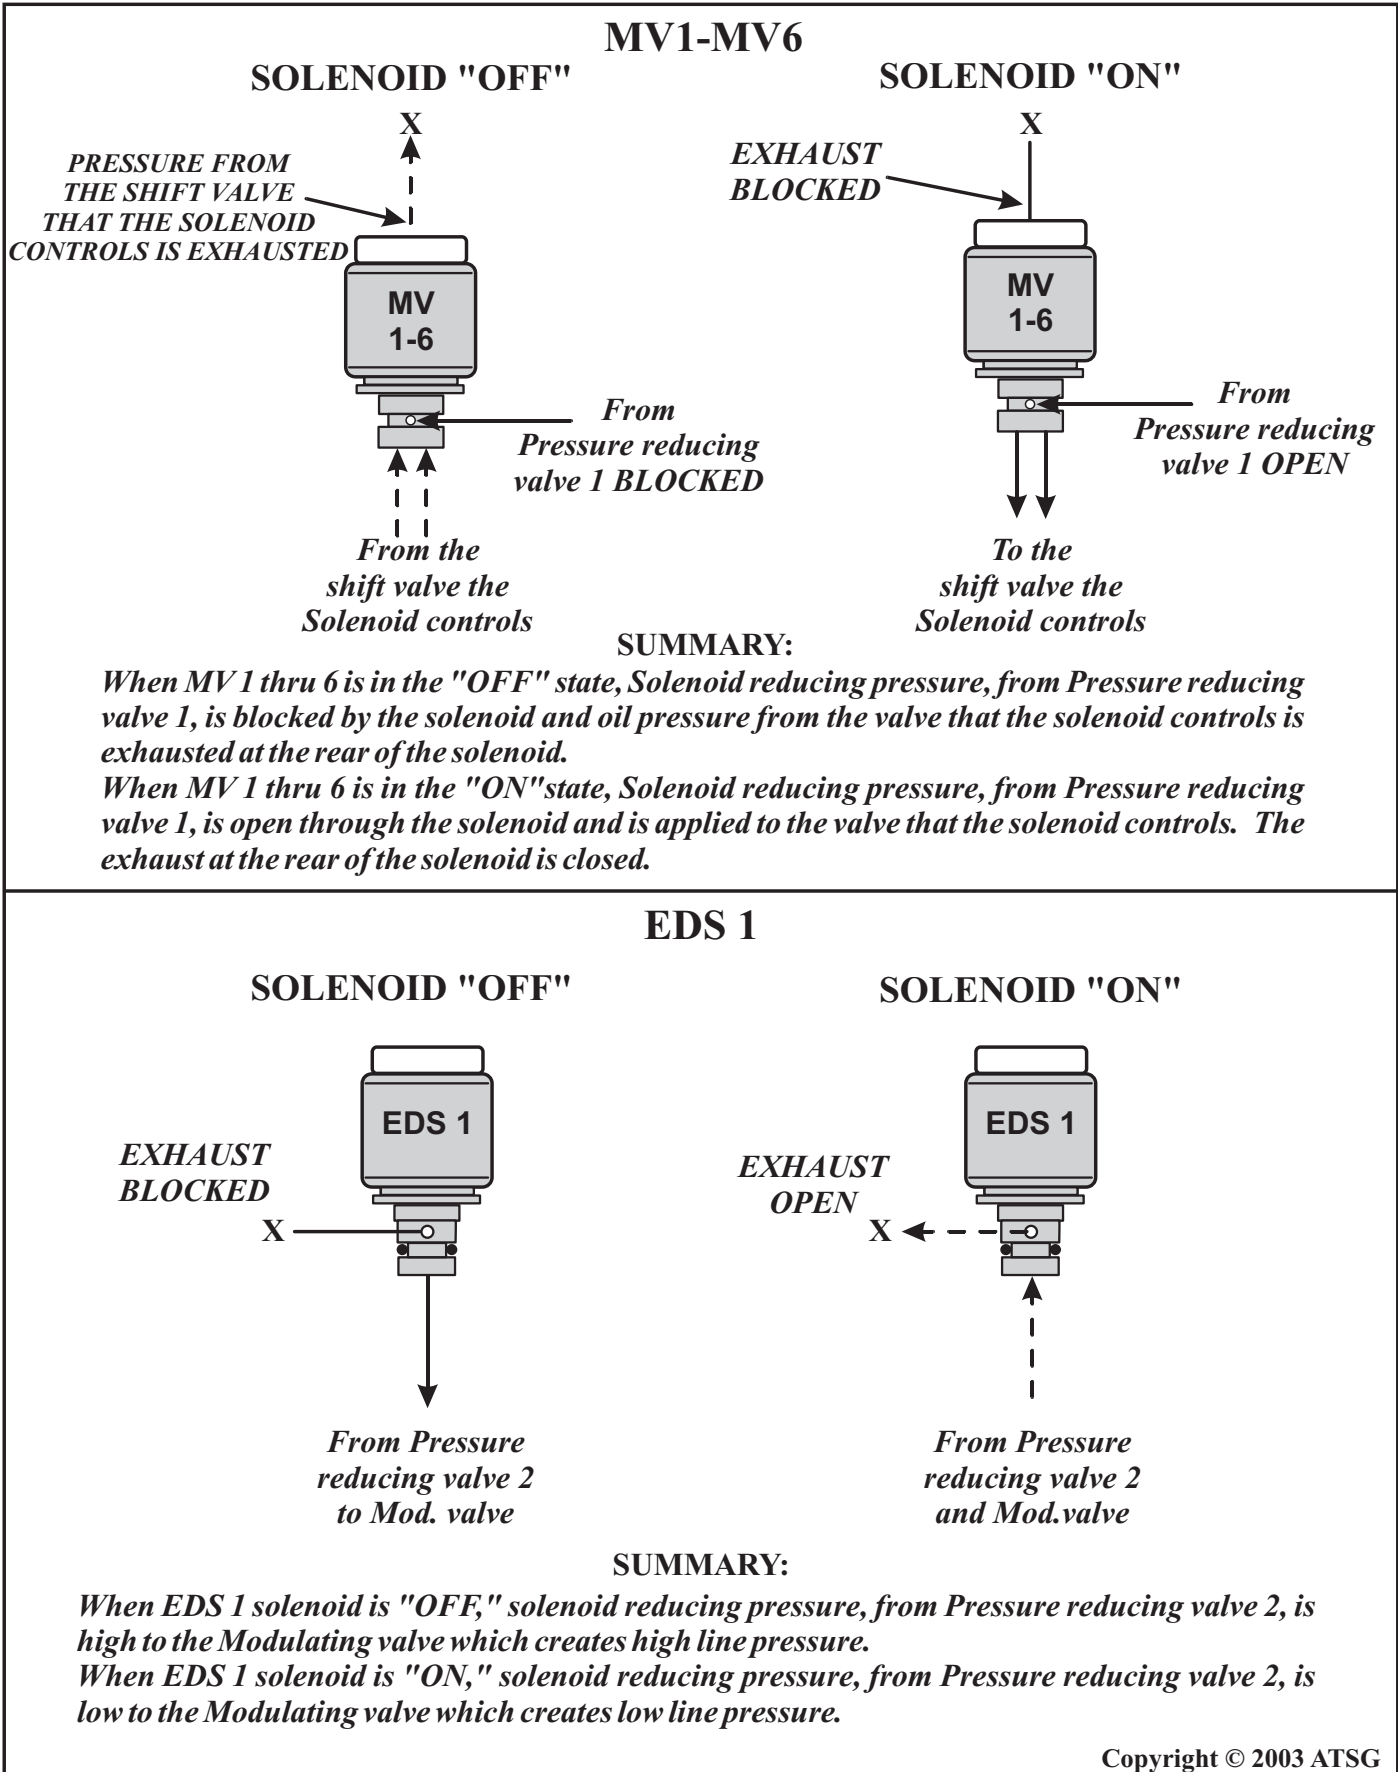 MV1-MV6
SOLENOID "OFF"
X
PRESSURE FROM
THE SHIFT VALVE
THAT THE SOLENOID
CONTROLS IS EXHAUSTED
MV
1-6
From
Pressure reducing
valve 1 BLOCKED
From the
shift valve the
Solenoid controls
SOLENOID "ON"
X
EXHAUST
BLOCKED
MV
1-6
From
Pressure reducing
valve 1 OPEN
To the
shift valve the
Solenoid controls
SUMMARY:
When MV 1 thru 6 is in the "OFF" state, Solenoid reducing pressure, from Pressure reducing
valve 1, is blocked by the solenoid and oil pressure from the valve that the solenoid controls is
exhausted at the rear of the solenoid.
When MV 1 thru 6 is in the "ON"state, Solenoid reducing pressure, from Pressure reducing
valve 1, is open through the solenoid and is applied to the valve that the solenoid controls. The
exhaust at the rear of the solenoid is closed.
EDS 1
SOLENOID "OFF"
EDS 1
EXHAUST
BLOCKED
X
From Pressure
reducing valve 2
to Mod. valve
SOLENOID "ON"
EDS 1
EXHAUST
OPEN
X
From Pressure
reducing valve 2
and Mod.valve
SUMMARY:
When EDS 1 solenoid is "OFF," solenoid reducing pressure, from Pressure reducing valve 2, is
high to the Modulating valve which creates high line pressure.
When EDS 1 solenoid is "ON," solenoid reducing pressure, from Pressure reducing valve 2, is
low to the Modulating valve which creates low line pressure.
Copyright © 2003 ATSG